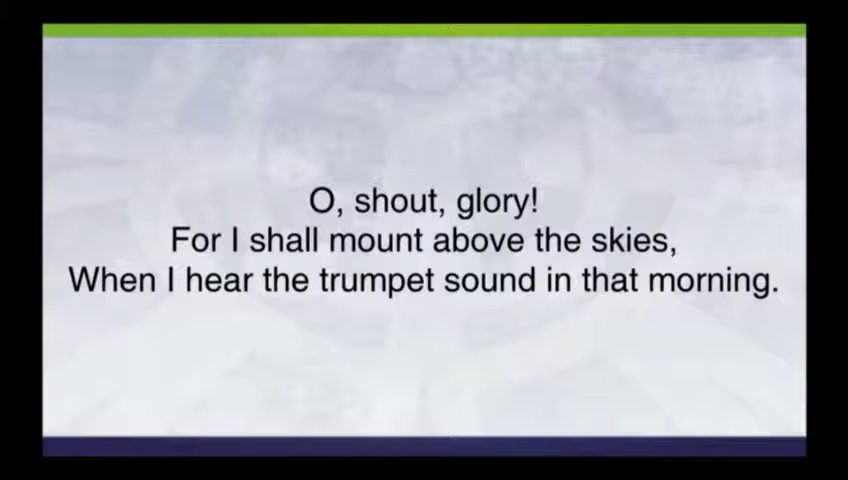 O, shout, glory!
For I shall mount above the skies,
When I hear the trumpet sound in that morning.